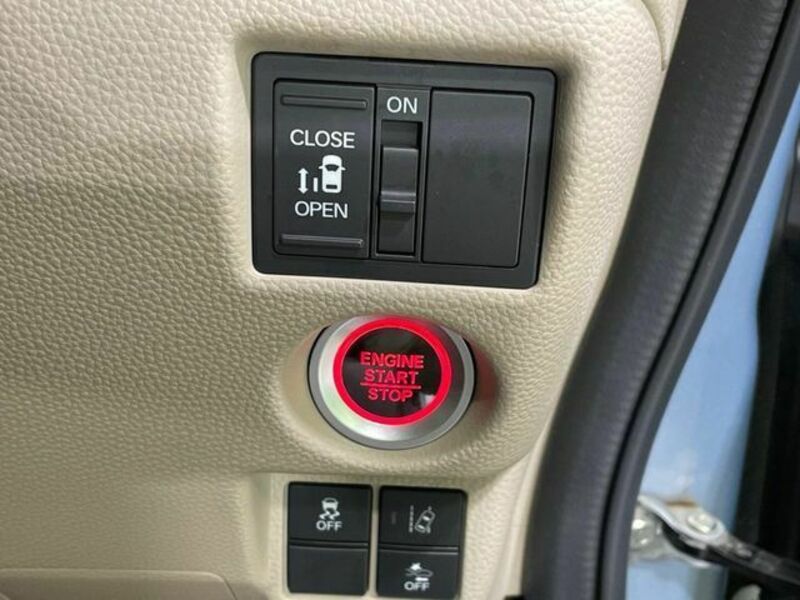 ON
CLOSE
OPEN
ENGINE
START
STOP
OFF
OFF